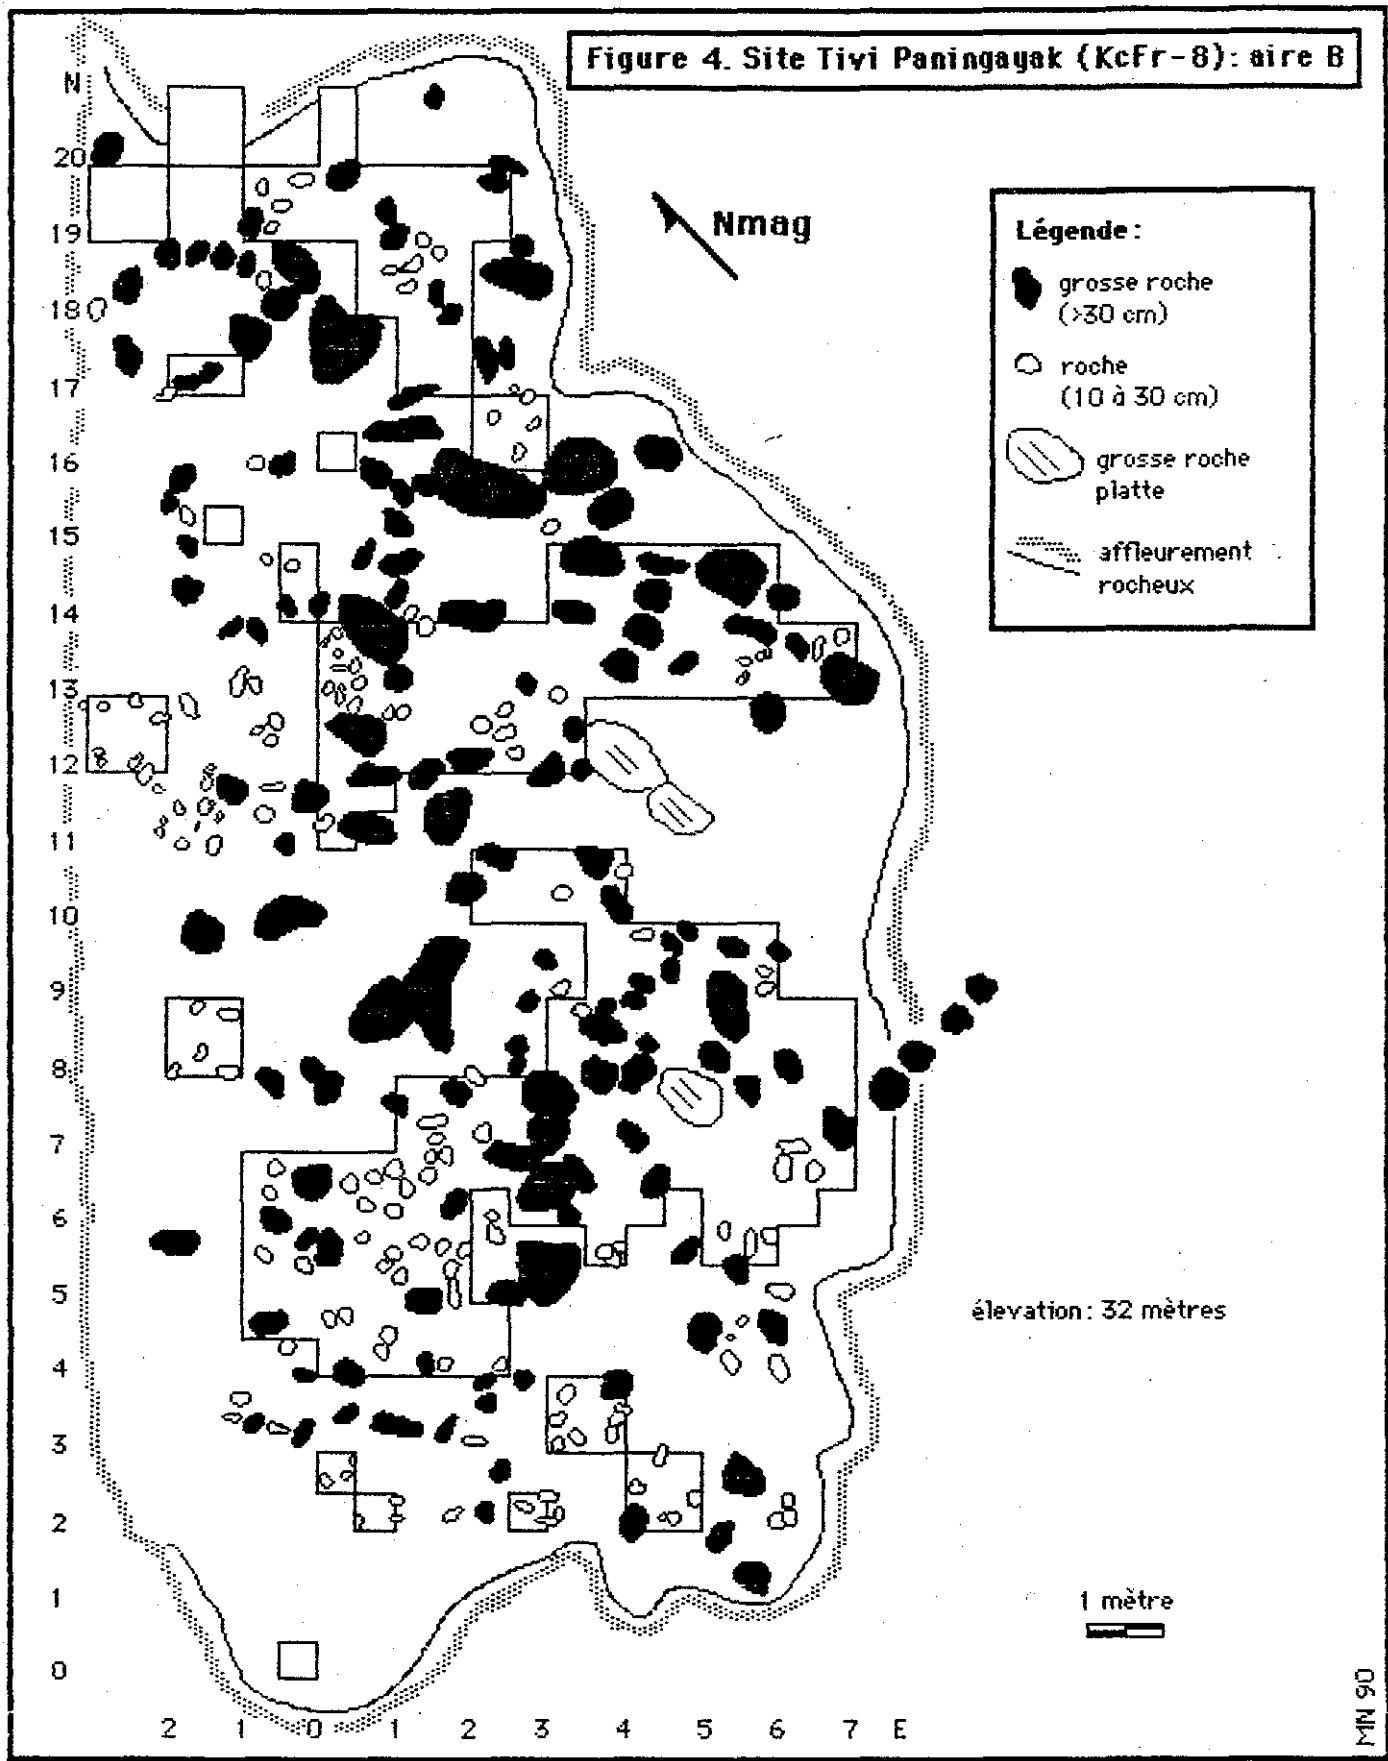 Figure 4. Site Tivi Paningayak (KcFr-8): aire B
N
20
19
18
17
16
15
14
13
12
11
10
9
8
7
6
5
4
3
2
1
0
2 1 0 1 2 3 4 5 6 7 E
Nmag
Légende:
grosse roche
(>30 cm)
roche
(10 à 30 cm)
grosse roche
platte
affleurement
rocheux
élevation: 32 mètres
1 mètre
MN 90